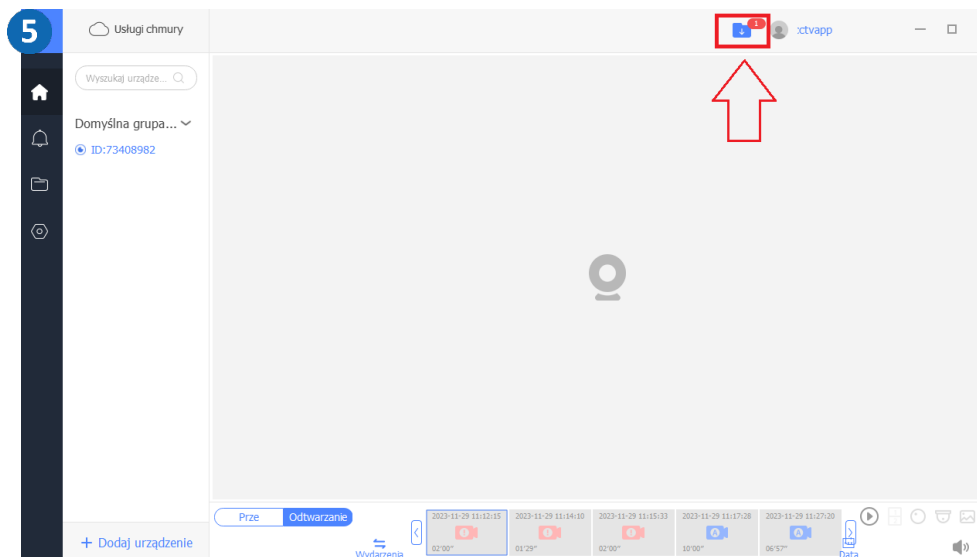 5
Usługi chmury
1
:ctvapp
Wyszukaj urządze...
Domyślna grupa...
ID:73408982
Prze
Odtwarzanie
2023-11-29 11:12:15
2023-11-29 11:14:10
2023-11-29 11:15:33
2023-11-29 11:17:28
2023-11-29 11:27:20
A
A
02'00"
01'29"
02'00"
10'00"
06'57"
+ Dodaj urządzenie
Wydarzenia
Data